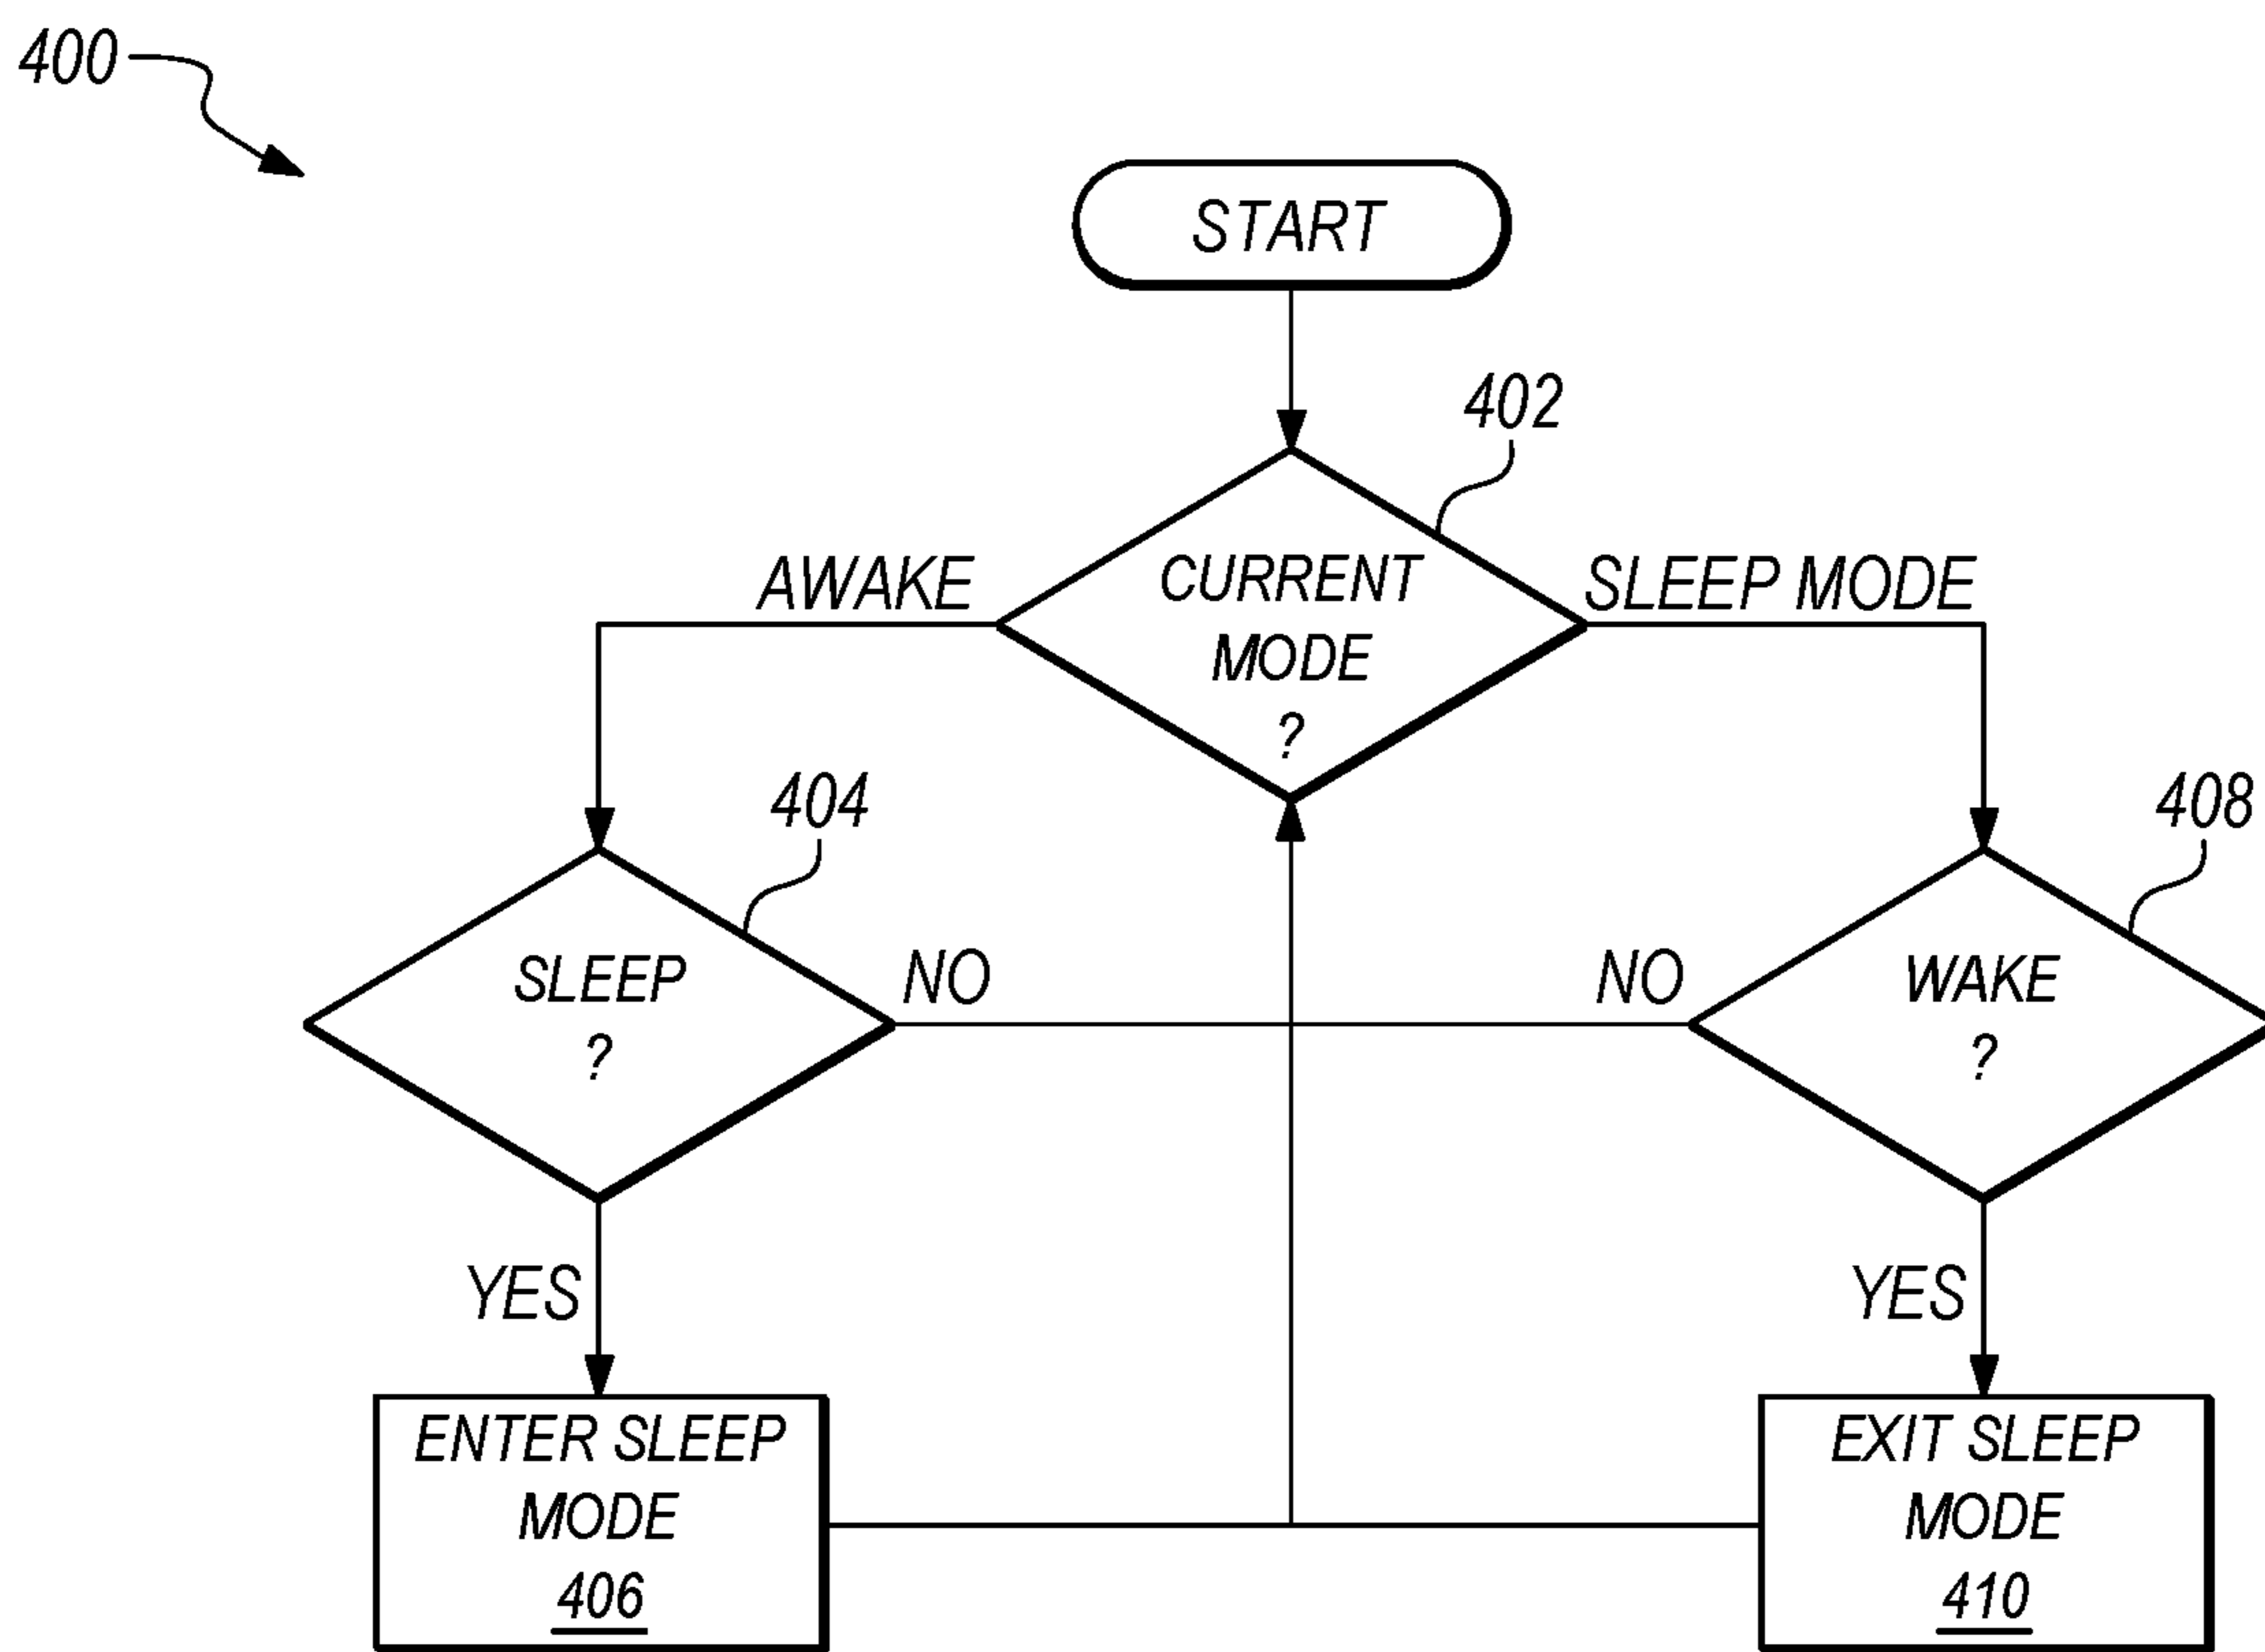 400
START
402
AWAKE
CURRENT
MODE
?
SLEEP MODE
404
408
SLEEP
?
NO
NO
WAKE
?
YES
YES
ENTER SLEEP
MODE
406
EXIT SLEEP
MODE
410